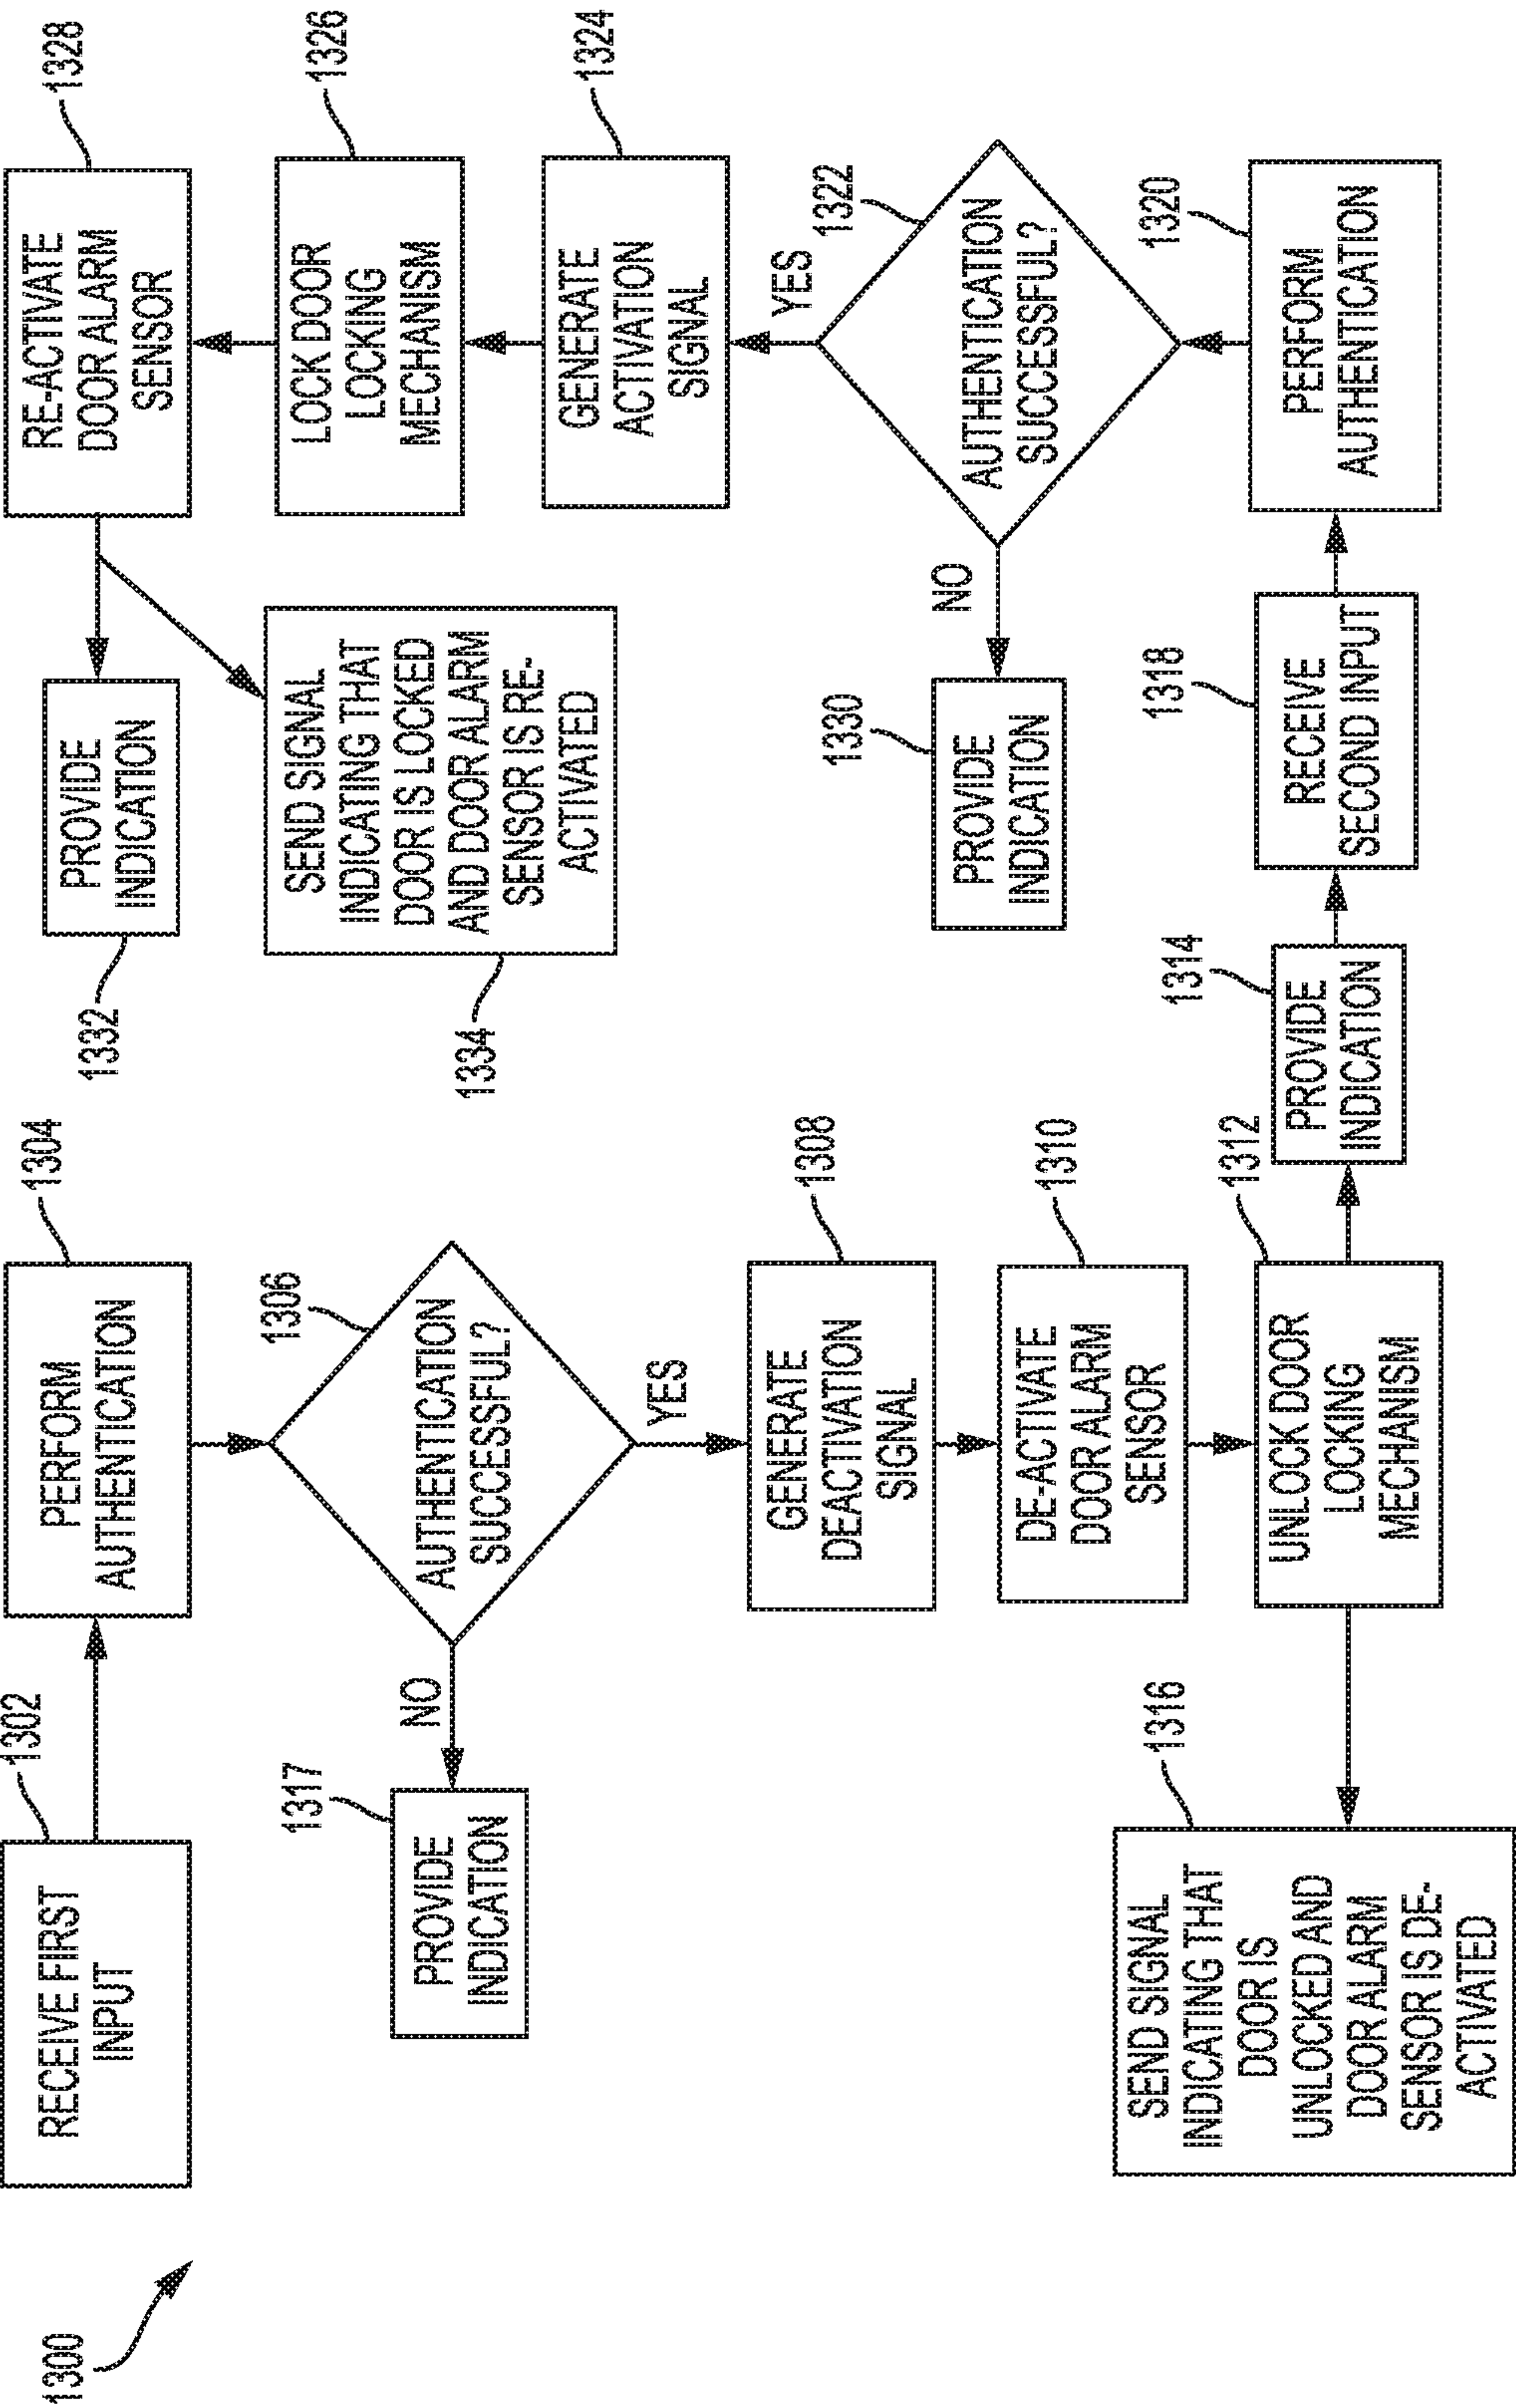 1300
1302
RECEIVE FIRST
INPUT
1304
PERFORM
AUTHENTICATION
1306
AUTHENTICATION
SUCCESSFUL?
NO
1317
PROVIDE
INDICATION
YES
1308
GENERATE
DEACTIVATION
SIGNAL
1310
DE-ACTIVATE
DOOR ALARM
SENSOR
1312
UNLOCK DOOR
LOCKING
MECHANISM
1316
SEND SIGNAL
INDICATING THAT
DOOR IS
UNLOCKED AND
DOOR ALARM
SENSOR IS DE-
ACTIVATED
1314
PROVIDE
INDICATION
1318
RECEIVE
SECOND INPUT
1320
PERFORM
AUTHENTICATION
1322
AUTHENTICATION
SUCCESSFUL?
NO
1330
PROVIDE
INDICATION
YES
1324
GENERATE
ACTIVATION
SIGNAL
1326
LOCK DOOR
LOCKING
MECHANISM
1328
RE-ACTIVATE
DOOR ALARM
SENSOR
1332
PROVIDE
INDICATION
1334
SEND SIGNAL
INDICATING THAT
DOOR IS LOCKED
AND DOOR ALARM
SENSOR IS RE-
ACTIVATED